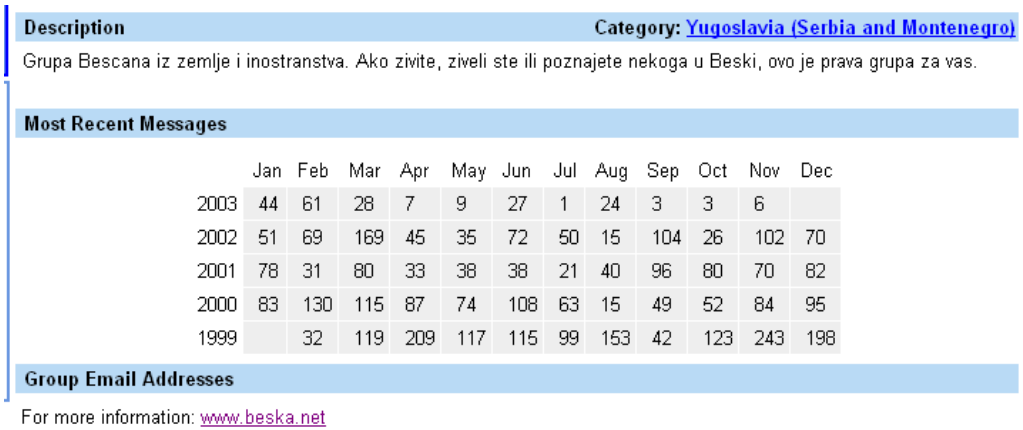 Description Category: Yugoslavia (Serbia and Montenegro)
Grupa Bescana iz zemlje i inostranstva. Ako zivite, ziveli ste ili poznajete nekoga u Beski, ovo je prava grupa za vas.
Most Recent Messages
Jan Feb Mar Apr May Jun Jul Aug Sep Oct Nov Dec
2003 44 61 28 7 9 27 1 24 3 3 6
2002 51 69 169 45 35 72 50 15 104 26 102 70
2001 78 31 80 33 38 38 21 40 96 80 70 82
2000 83 130 115 87 74 108 63 15 49 52 84 95
1999 32 119 209 117 115 99 153 42 123 243 198
Group Email Addresses
For more information: www.beska.net